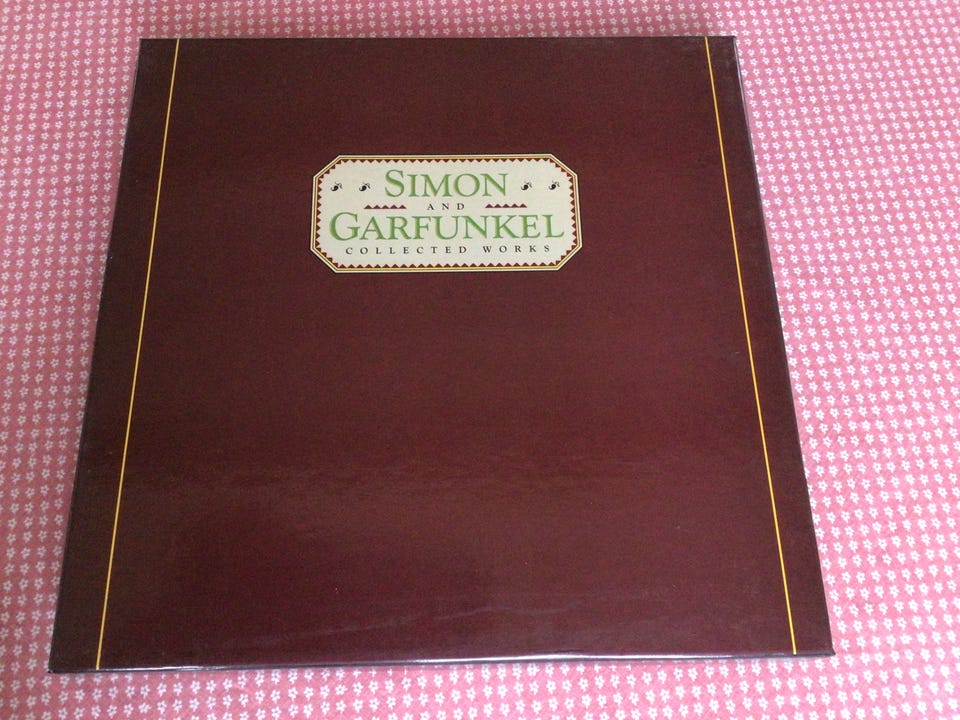 SIMON
AND
GARFUNKEL
COLLECTED WORKS